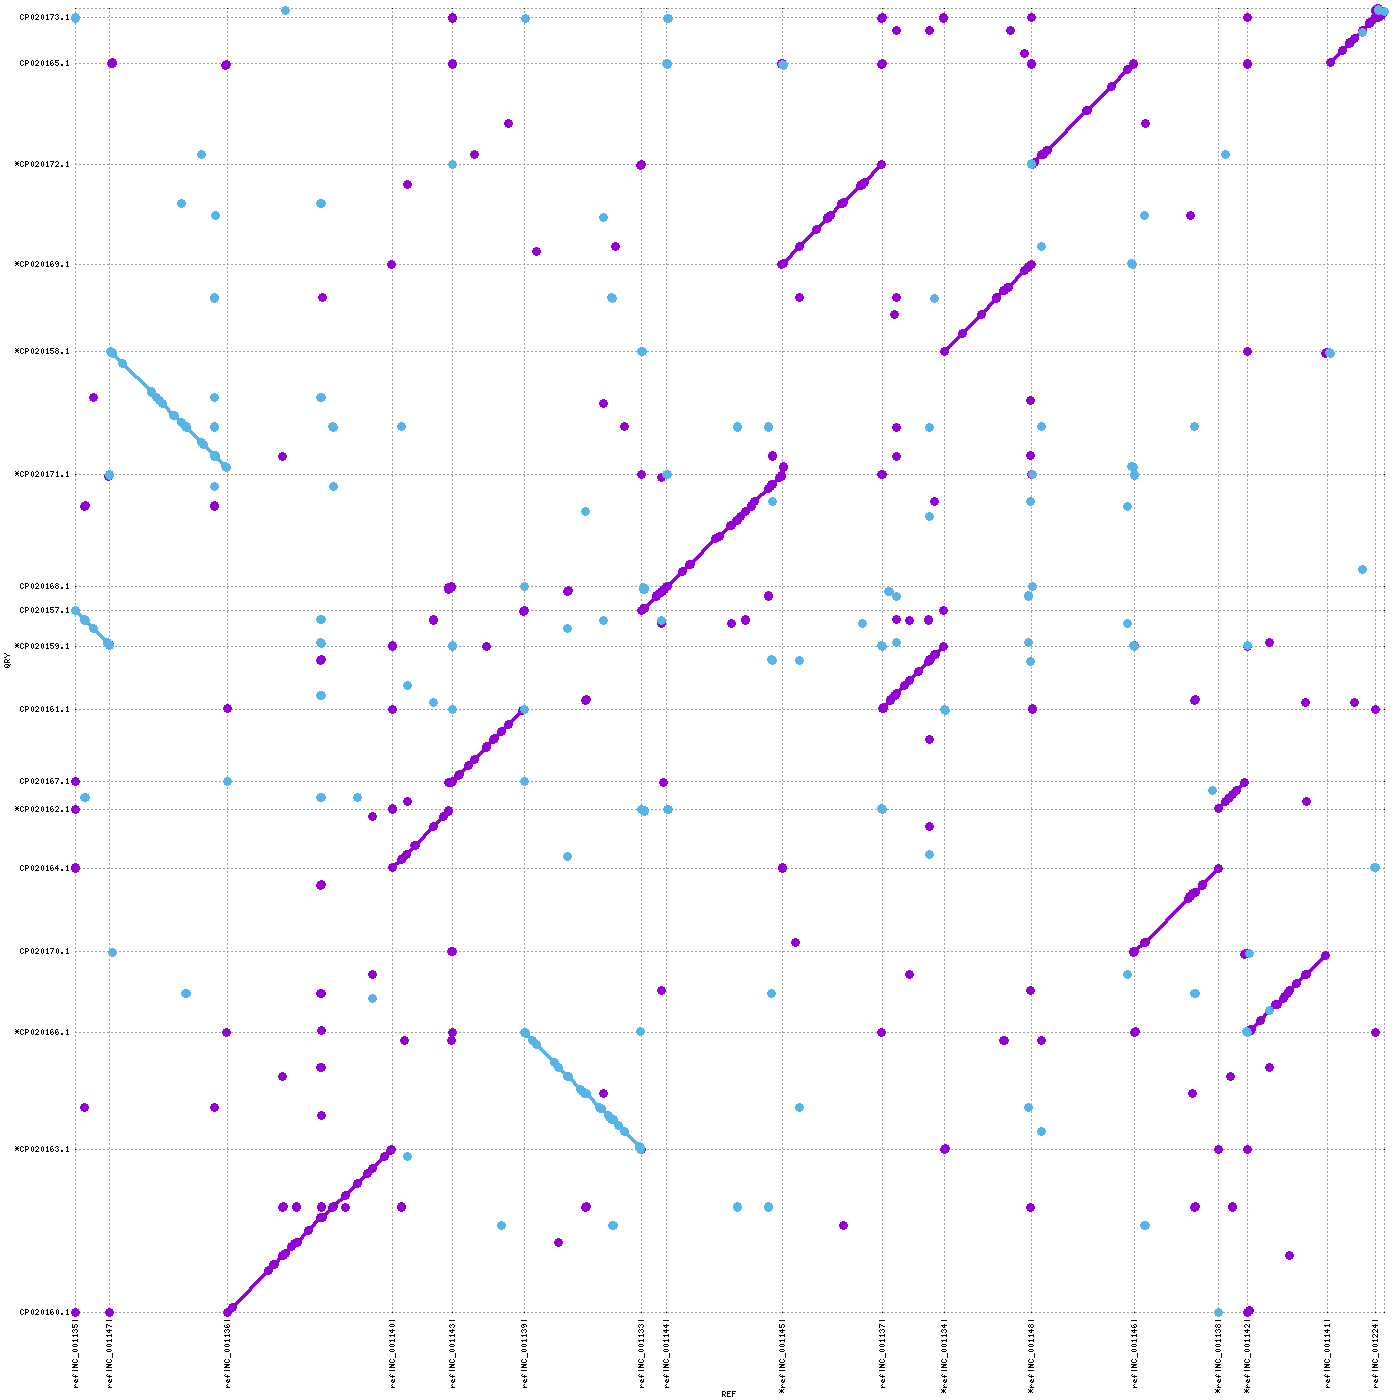 CP020173.1
CP020165.1
*CP020172.1
*CP020169.1
*CP020158.1
*CP020171.1
CP020168.1
CP020157.1
*CP020159.1
CP020161.1
CP020167.1
*CP020162.1
CP020164.1
CP020170.1
*CP020166.1
*CP020163.1
CP020160.1
QRY
ref|NC_001135|
ref|NC_001147|
ref|NC_001136|
ref|NC_001140|
ref|NC_001143|
ref|NC_001139|
ref|NC_001133|
ref|NC_001144|
*ref|NC_001145|
ref|NC_001137|
*ref|NC_001134|
*ref|NC_001148|
ref|NC_001146|
*ref|NC_001138|
*ref|NC_001142|
ref|NC_001141|
ref|NC_001224|
REF